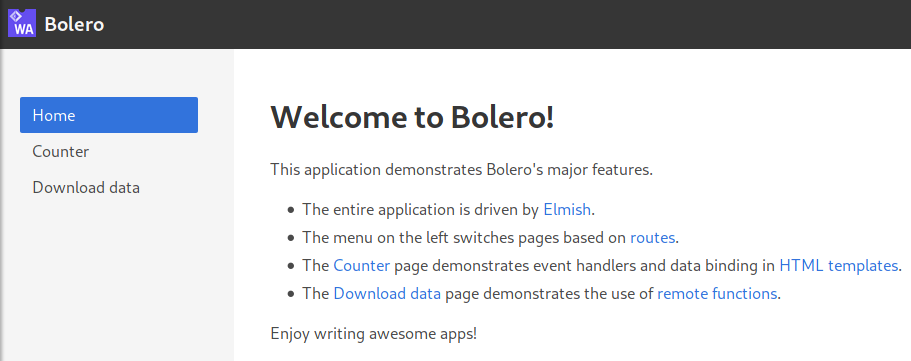 WA Bolero
Home
Counter
Download data
Welcome to Bolero!
This application demonstrates Bolero's major features.
• The entire application is driven by Elmish.
• The menu on the left switches pages based on routes.
• The Counter page demonstrates event handlers and data binding in HTML templates.
• The Download data page demonstrates the use of remote functions.
Enjoy writing awesome apps!